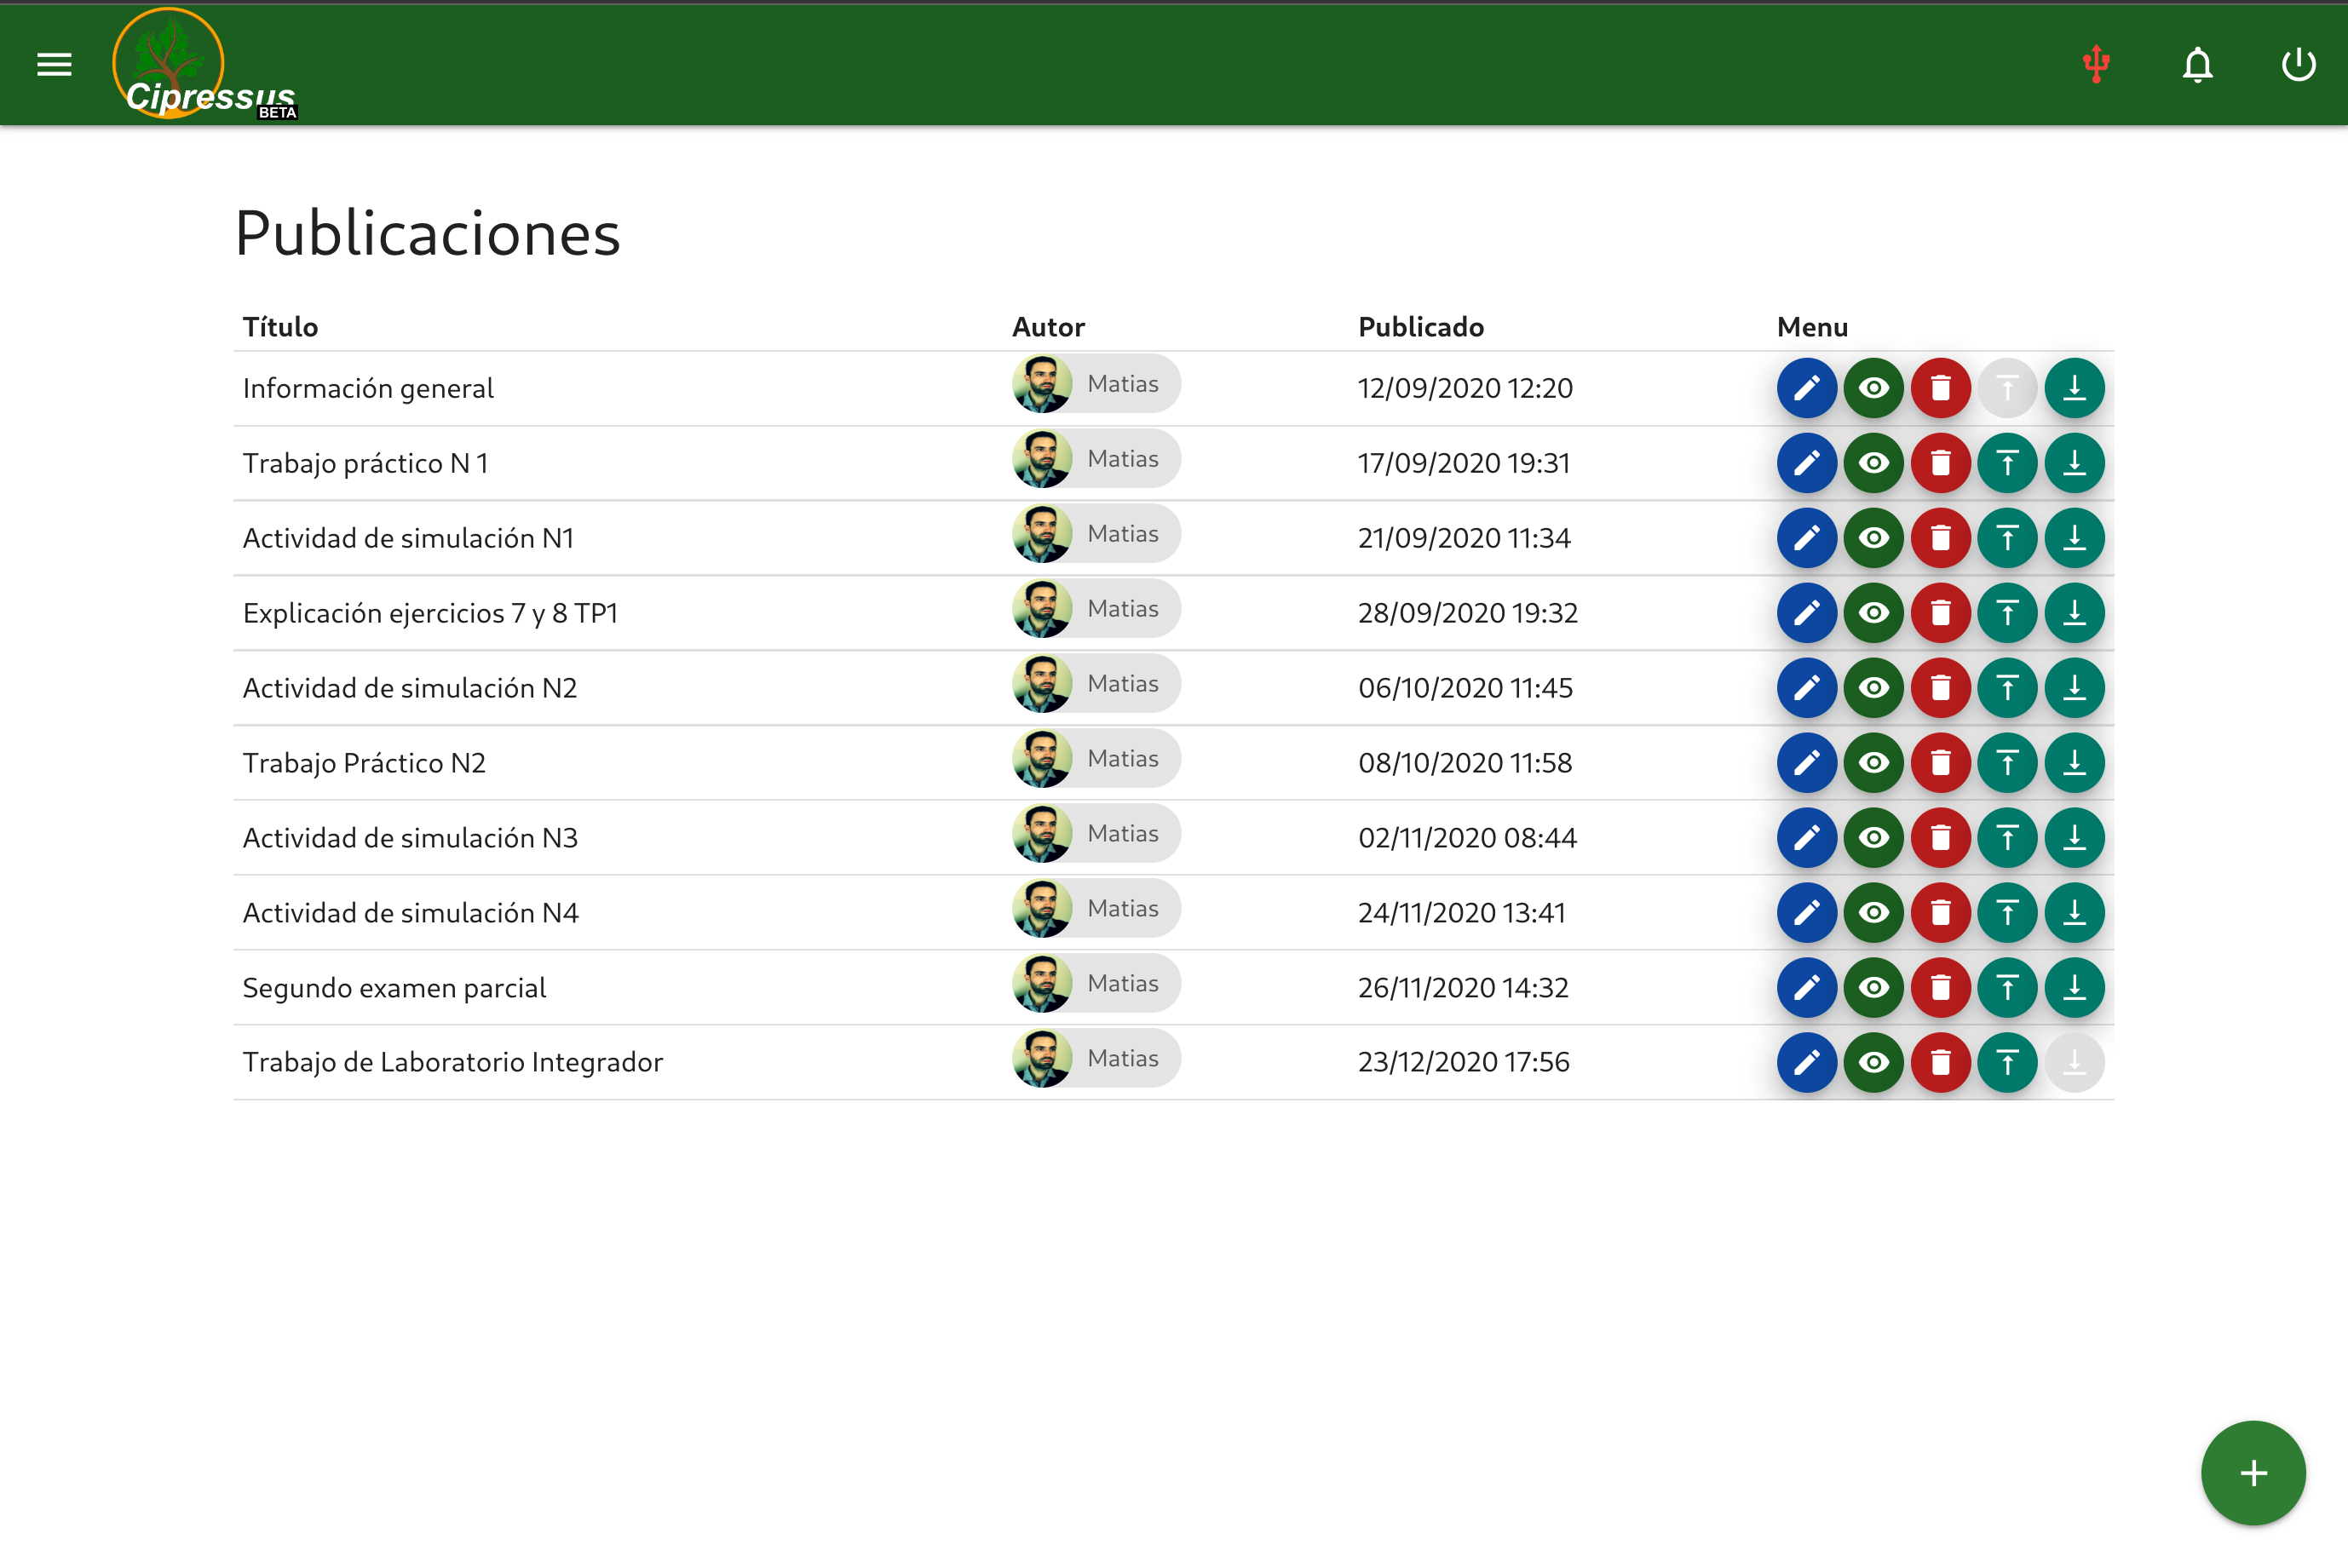 Cipressus
BETA
Publicaciones
Título Autor Publicado Menu
Información general Matias 12/09/2020 12:20
Trabajo práctico N 1 Matias 17/09/2020 19:31
Actividad de simulación N1 Matias 21/09/2020 11:34
Explicación ejercicios 7 y 8 TP1 Matias 28/09/2020 19:32
Actividad de simulación N2 Matias 06/10/2020 11:45
Trabajo Práctico N2 Matias 08/10/2020 11:58
Actividad de simulación N3 Matias 02/11/2020 08:44
Actividad de simulación N4 Matias 24/11/2020 13:41
Segundo examen parcial Matias 26/11/2020 14:32
Trabajo de Laboratorio Integrador Matias 23/12/2020 17:56